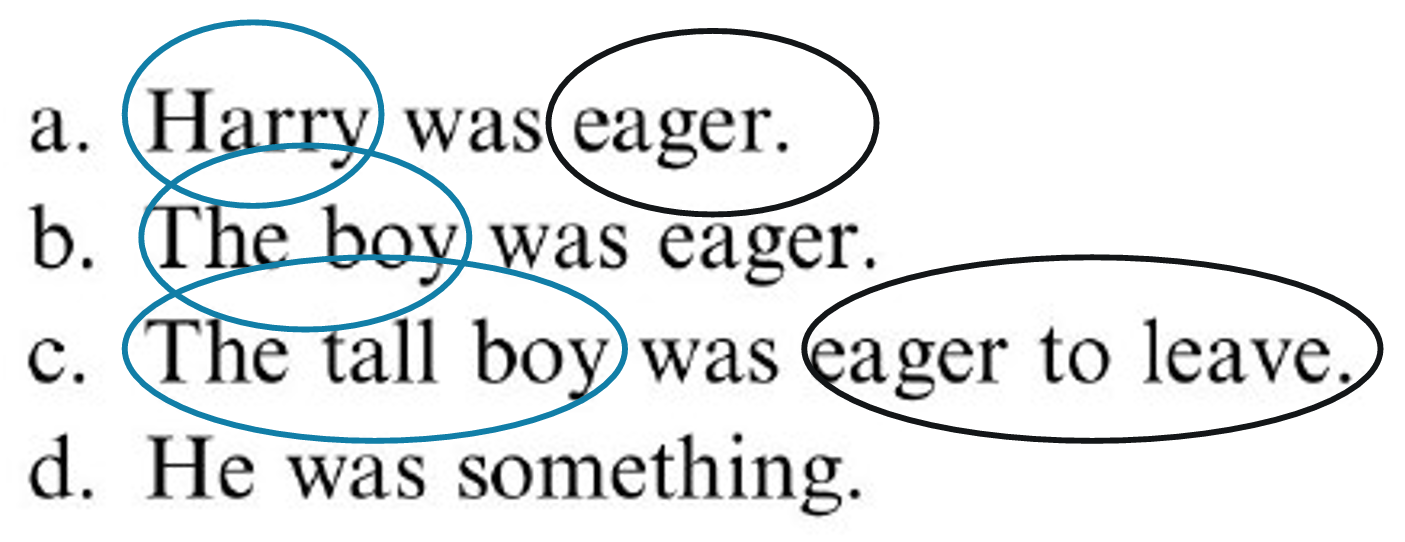 a. Harry was eager.
b. The boy was eager.
c. The tall boy was eager to leave.
d. He was something.